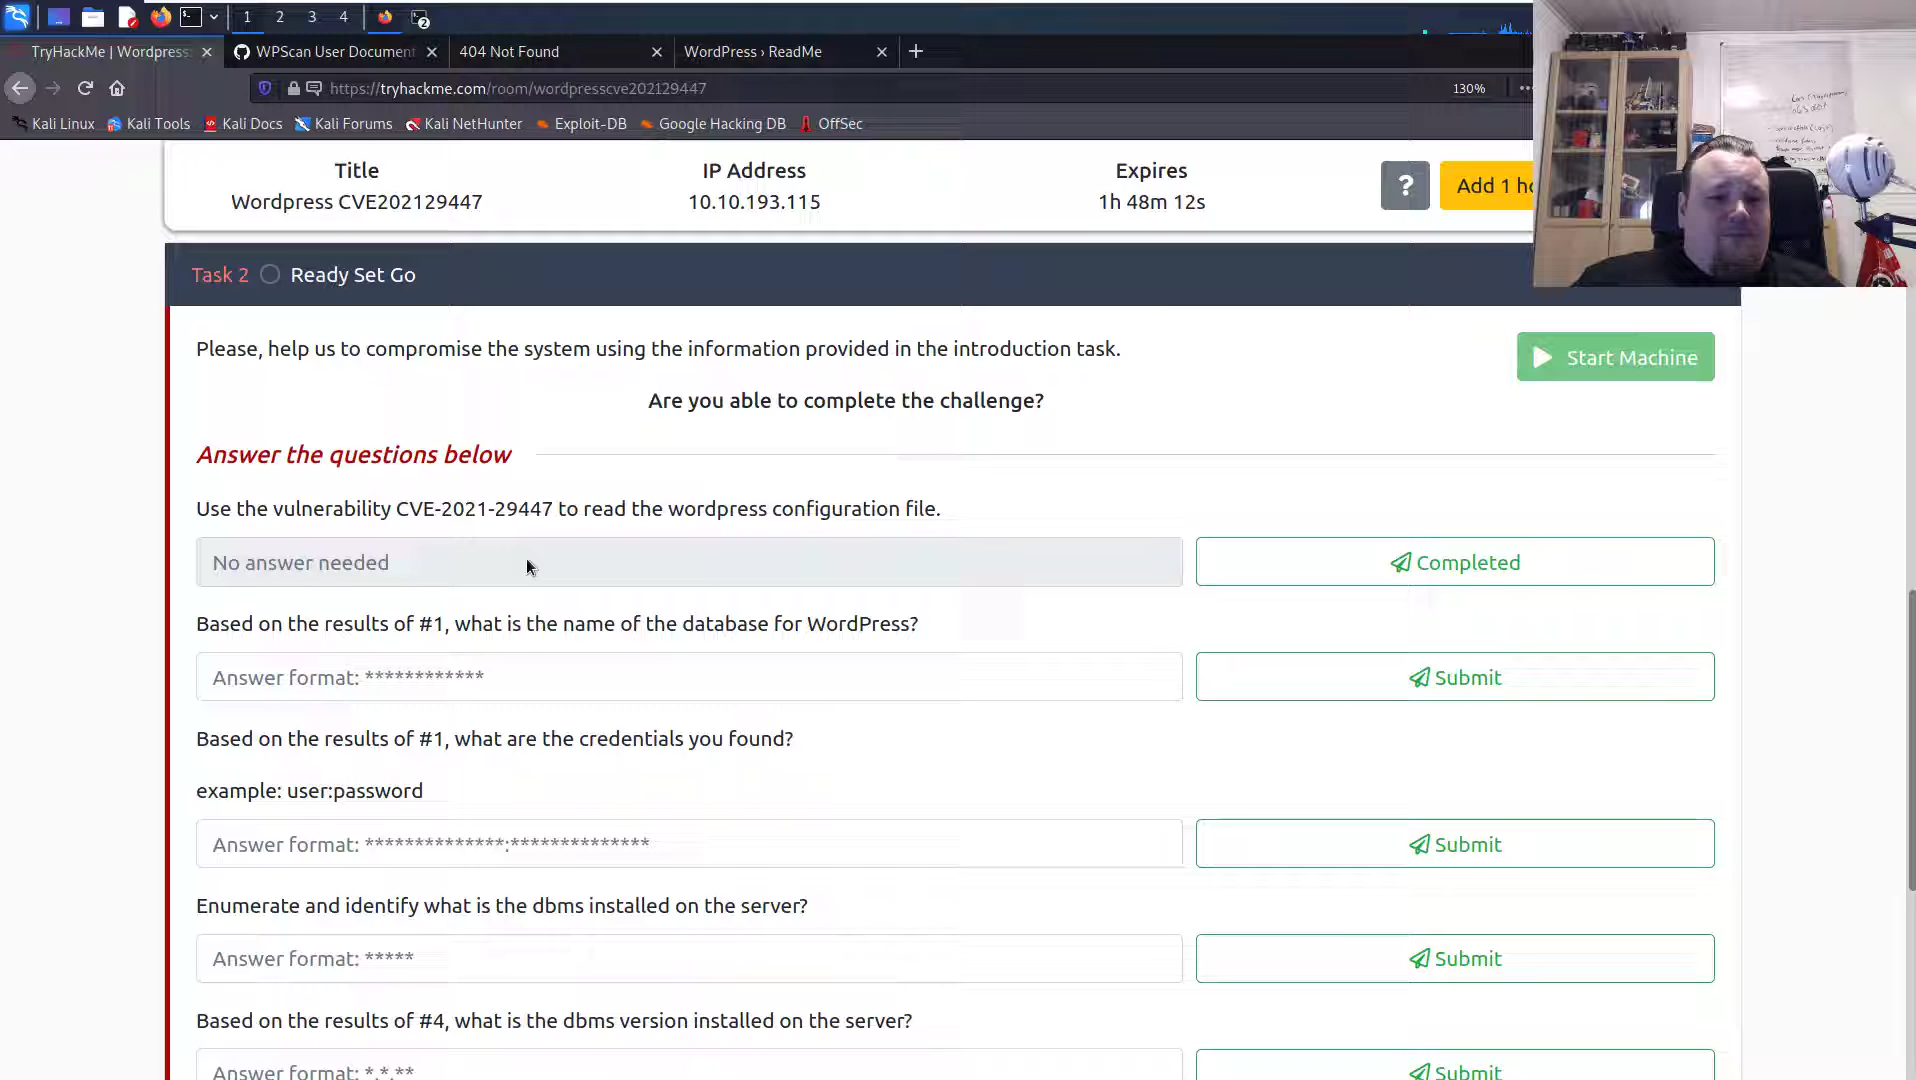 1 2 3 4 2
TryHackMe | Wordpress: WPScan User Document 404 Not Found WordPress › ReadMe
https://tryhackme.com/room/wordpresscve202129447 130%
Kali Linux Kali Tools Kali Docs Kali Forums Kali NetHunter Exploit-DB Google Hacking DB OffSec
Title IP Address Expires
Wordpress CVE202129447 10.10.193.115 1h 48m 12s ? Add 1 ho
Task 2 Ready Set Go
Please, help us to compromise the system using the information provided in the introduction task.
Start Machine
Are you able to complete the challenge?
Answer the questions below
Use the vulnerability CVE-2021-29447 to read the wordpress configuration file.
No answer needed Completed
Based on the results of #1, what is the name of the database for WordPress?
Answer format: ************ Submit
Based on the results of #1, what are the credentials you found?
example: user:password
Answer format: **************:************** Submit
Enumerate and identify what is the dbms installed on the server?
Answer format: ***** Submit
Based on the results of #4, what is the dbms version installed on the server?
Answer format: *.*.** Submit